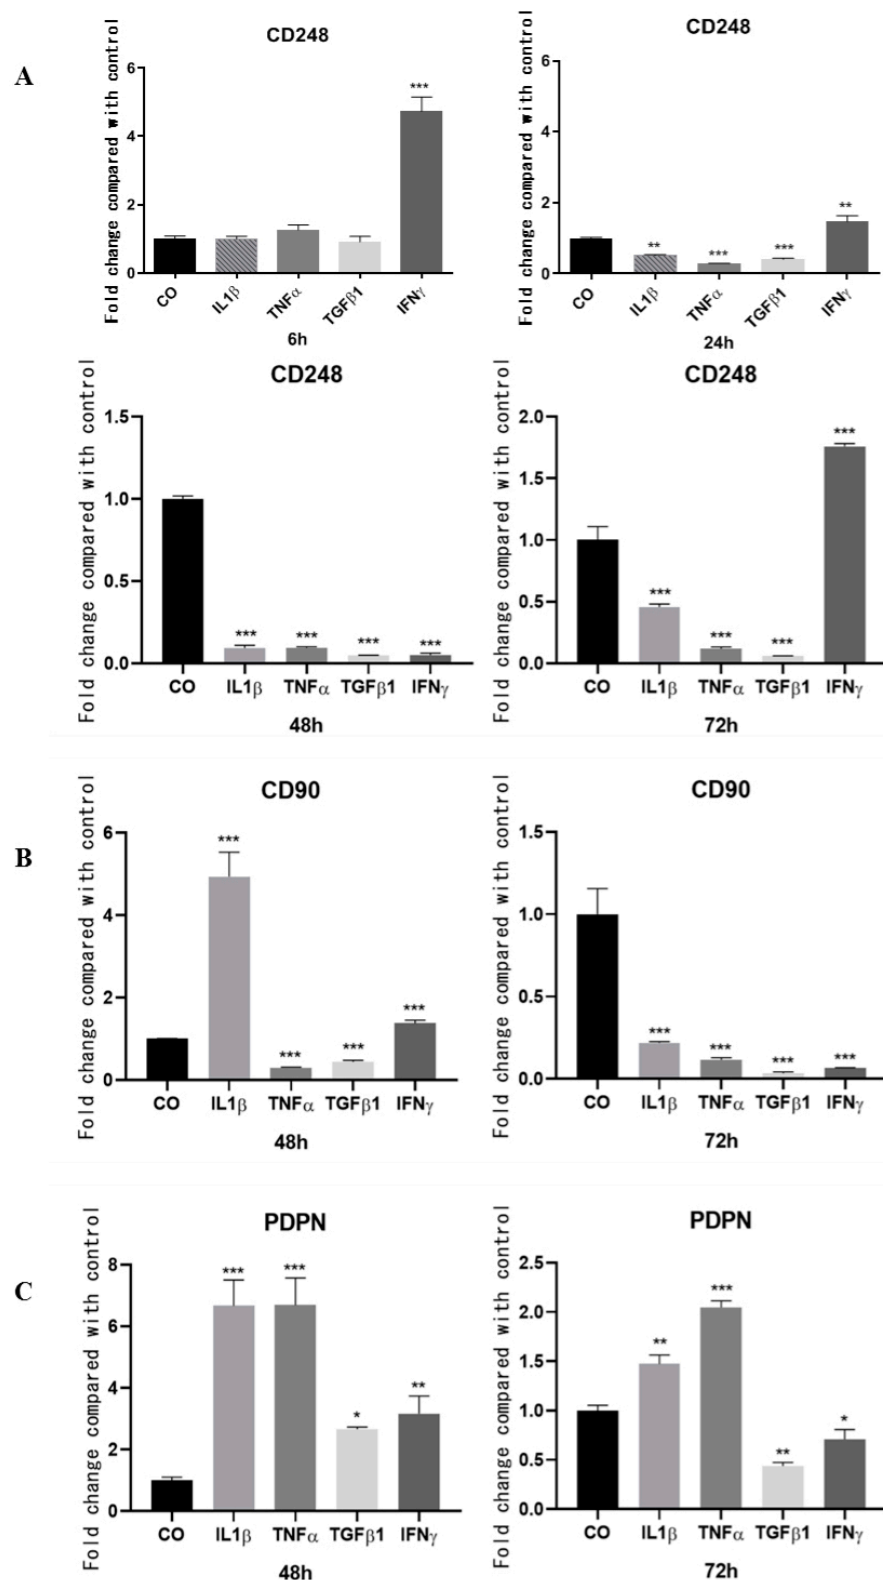 A
CD248
Fold change compared with control
6
4
2
0
***
CO IL1β TNFα TGFβ1 IFNγ
6h
CD248
Fold change compared with control
6
4
2
0
** *** *** **
CO IL1β TNFα TGFβ1 IFNγ
24h
CD248
Fold change compared with control
1.5
1.0
0.5
0.0
*** *** *** ***
CO IL1β TNFα TGFβ1 IFNγ
48h
CD248
Fold change compared with control
2.0
1.5
1.0
0.5
0.0
*** *** *** ***
CO IL1β TNFα TGFβ1 IFNγ
72h
B
CD90
Fold change compared with control
6
4
2
0
*** *** *** ***
CO IL1β TNFα TGFβ1 IFNγ
48h
CD90
Fold change compared with control
1.5
1.0
0.5
0.0
*** *** *** ***
CO IL1β TNFα TGFβ1 IFNγ
72h
C
PDPN
Fold change compared with control
8
6
4
2
0
*** *** * **
CO IL1β TNFα TGFβ1 IFNγ
48h
PDPN
Fold change compared with control
2.5
2.0
1.5
1.0
0.5
0.0
** *** ** *
CO IL1β TNFα TGFβ1 IFNγ
72h